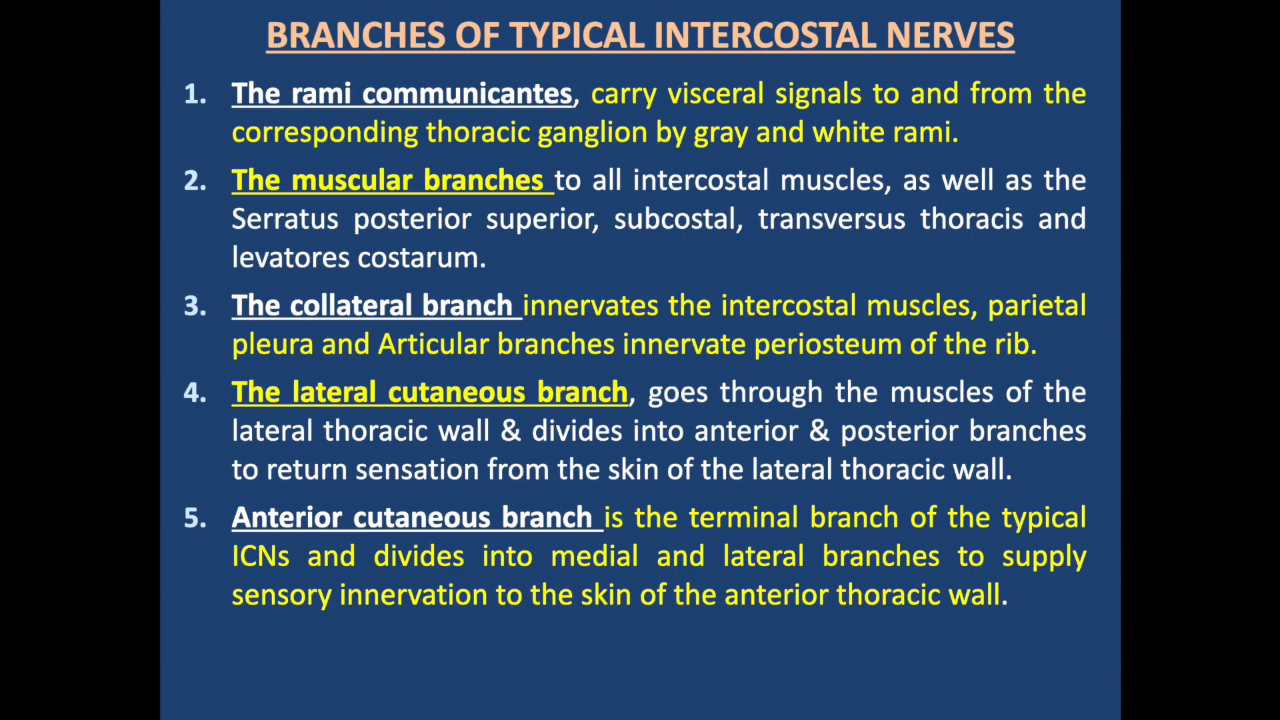 BRANCHES OF TYPICAL INTERCOSTAL NERVES
1. The rami communicantes, carry visceral signals to and from the
corresponding thoracic ganglion by gray and white rami.
2. The muscular branches to all intercostal muscles, as well as the
Serratus posterior superior, subcostal, transversus thoracis and
levatores costarum.
3. The collateral branch innervates the intercostal muscles, parietal
pleura and Articular branches innervate periosteum of the rib.
4. The lateral cutaneous branch, goes through the muscles of the
lateral thoracic wall & divides into anterior & posterior branches
to return sensation from the skin of the lateral thoracic wall.
5. Anterior cutaneous branch is the terminal branch of the typical
ICNs and divides into medial and lateral branches to supply
sensory innervation to the skin of the anterior thoracic wall.